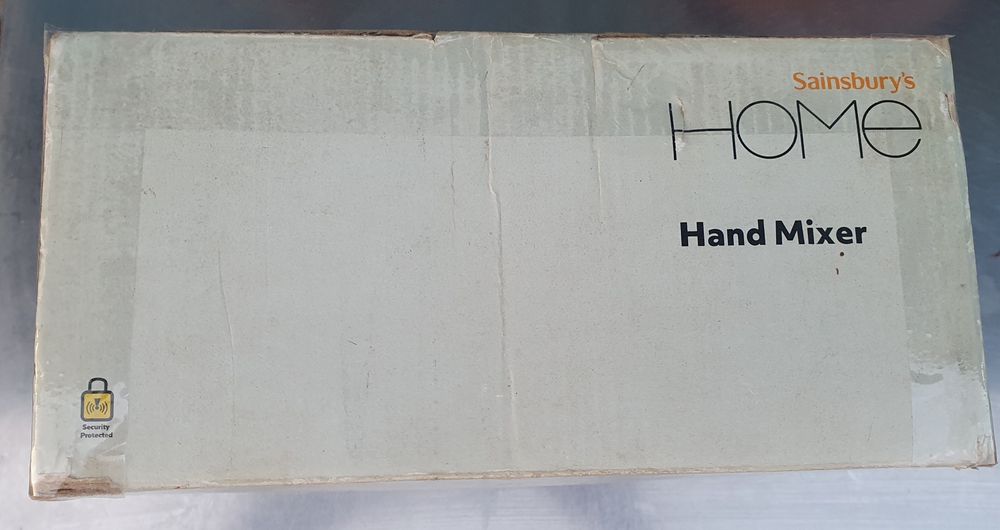 Sainsbury's
HOME
Hand Mixer
Security
Protected